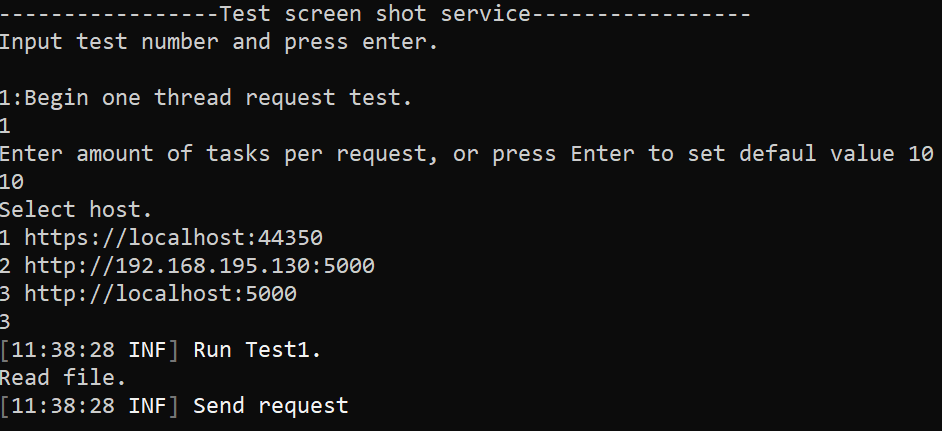 -----------------Test screen shot service-----------------
Input test number and press enter.
1:Begin one thread request test.
1
Enter amount of tasks per request, or press Enter to set defaul value 10
10
Select host.
1 https://localhost:44350
2 http://192.168.195.130:5000
3 http://localhost:5000
3
[11:38:28 INF] Run Test1.
Read file.
[11:38:28 INF] Send request